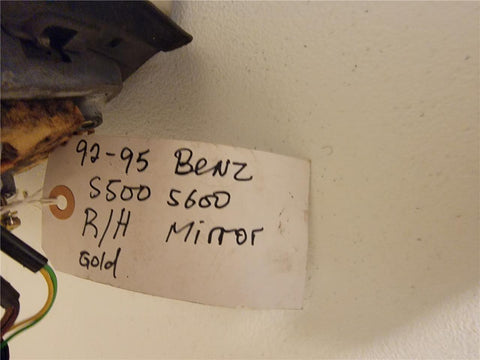 92-95 Benz
S500 S600
R/H Mirror
Gold.